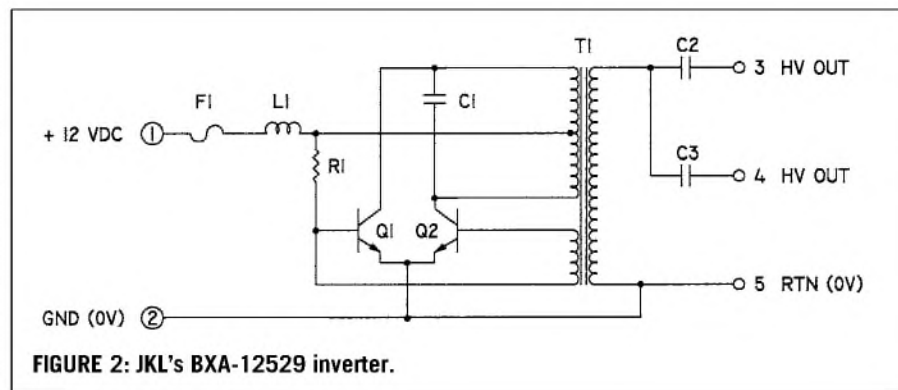 T1
C2
3 HV OUT
F1
L1
C1
+ 12 VDC
1
R1
C3
4 HV OUT
Q1
Q2
5 RTN (0V)
GND (0V)
2
FIGURE 2: JKL's BXA-12529 inverter.